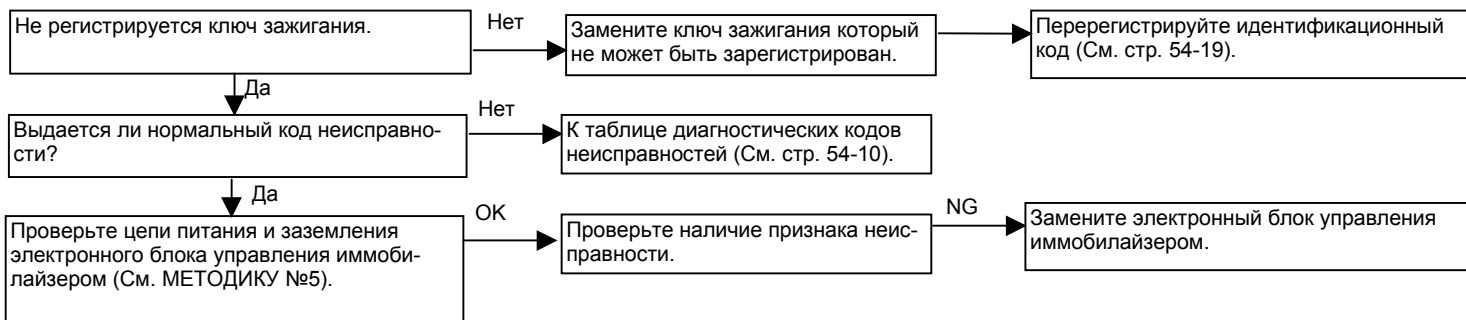 Не регистрируется ключ зажигания.
Нет
Замените ключ зажигания который
не может быть зарегистрирован.
Перерегистрируйте идентификационный
код (См. стр. 54-19).
Да
Выдается ли нормальный код неисправно-
сти?
Нет
К таблице диагностических кодов
неисправностей (См. стр. 54-10).
Да
Проверьте цепи питания и заземления
электронного блока управления иммоби-
лайзером (См. МЕТОДИКУ №5).
OK
Проверьте наличие признака неис-
правности.
NG
Замените электронный блок управления
иммобилайзером.